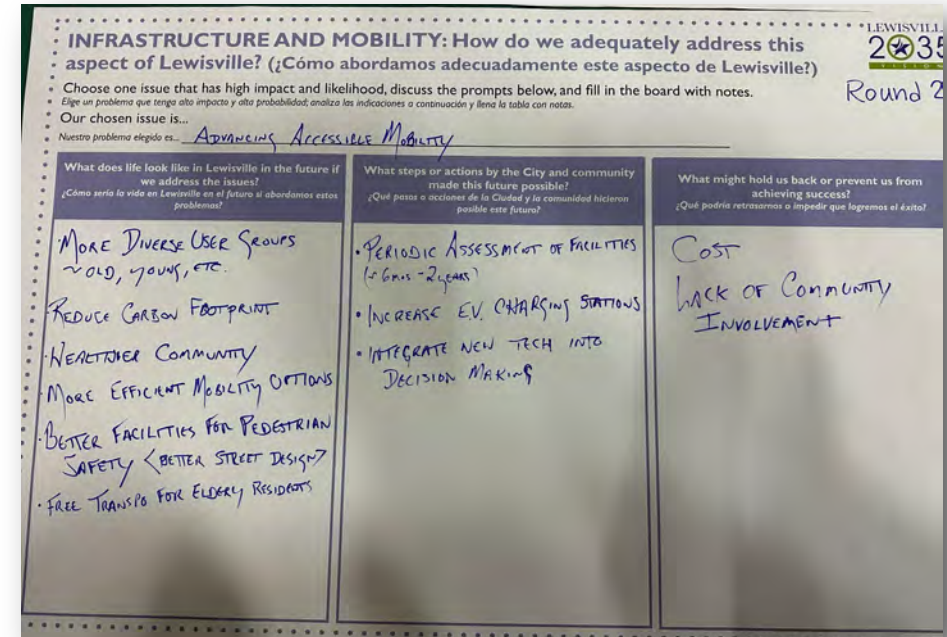 LEWISVILLE
2035
VISION
Round 2
INFRASTRUCTURE AND MOBILITY: How do we adequately address this
aspect of Lewisville? (¿Cómo abordamos adecuadamente este aspecto de Lewisville?)
Choose one issue that has high impact and likelihood, discuss the prompts below, and fill in the board with notes.
Elige un problema que tenga alto impacto y alta probabilidad; analiza las indicaciones a continuación y llena la tabla con notas.
Our chosen issue is...
Nuestro problema elegido es... ADVANCING ACCESSIBLE MOBILITY
What does life look like in Lewisville in the future if
we address the issues?
¿Cómo sería la vida en Lewisville en el futuro si abordamos estos
problemas?
· MORE DIVERSE USER GROUPS
~ OLD, YOUNG, ETC.
· REDUCE CARBON FOOTPRINT
· HEALTHIER COMMUNITY
· MORE EFFICIENT MOBILITY OPTIONS
· BETTER FACILITIES FOR PEDESTRIAN
SAFETY <BETTER STREET DESIGN>
· FREE TRANSPO FOR ELDERLY RESIDENTS
What steps or actions by the City and community
made this future possible?
¿Qué pasos o acciones de la Ciudad y la comunidad hicieron
posible este futuro?
· PERIODIC ASSESSMENT OF FACILITIES
(~ 6mos - 2 years)
· INCREASE E.V. CHARGING STATIONS
· INTEGRATE NEW TECH INTO
DECISION MAKING
What might hold us back or prevent us from
achieving success?
¿Qué podría retrasarnos o impedir que logremos el éxito?
COST
LACK OF COMMUNITY
INVOLVEMENT